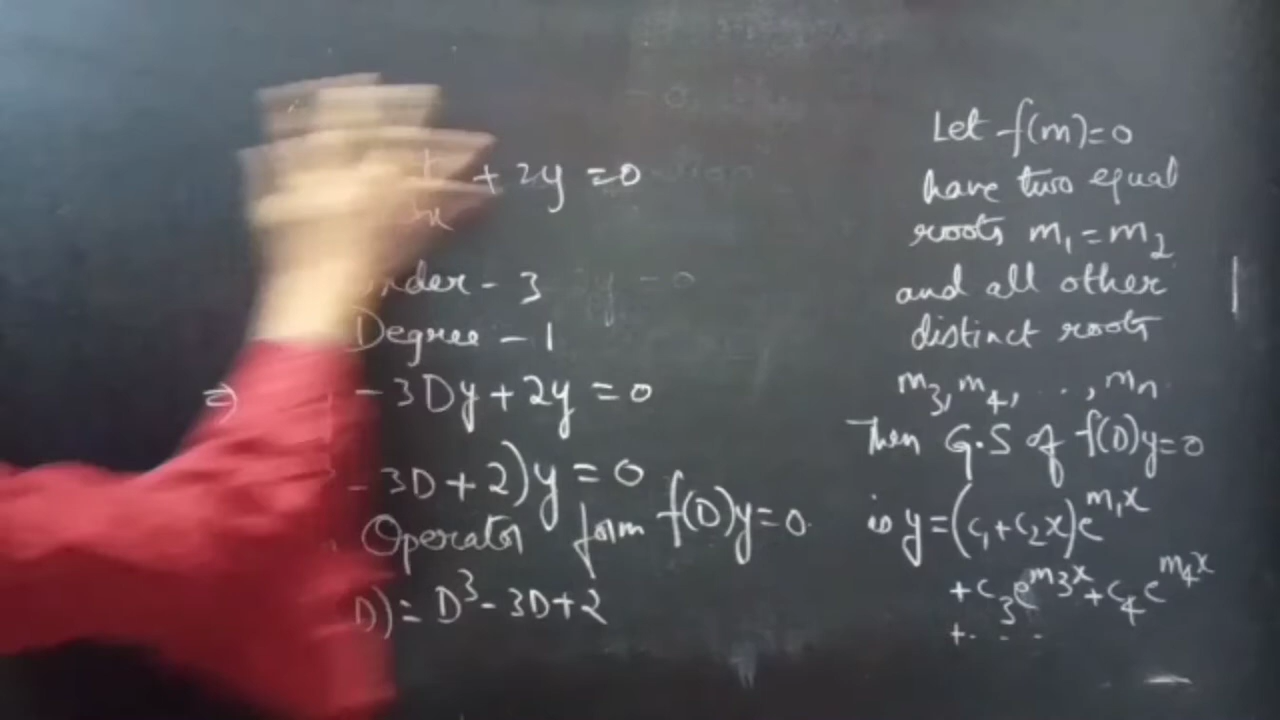 + 2y = 0
Order - 3
Degree - 1
⇒ - 3Dy + 2y = 0
- 3D + 2)y = 0
Operator form f(D)y = 0.
D) = D³ - 3D + 2
Let f(m) = 0
have two equal
roots m₁ = m₂
and all other
distinct roots
m₃, m₄, . . . , mₙ
Then G.S of f(D)y = 0
is y = (c₁ + c₂x)e^{m₁x}
+ c₃e^{m₃x} + c₄e^{m₄x}
+ . . . .